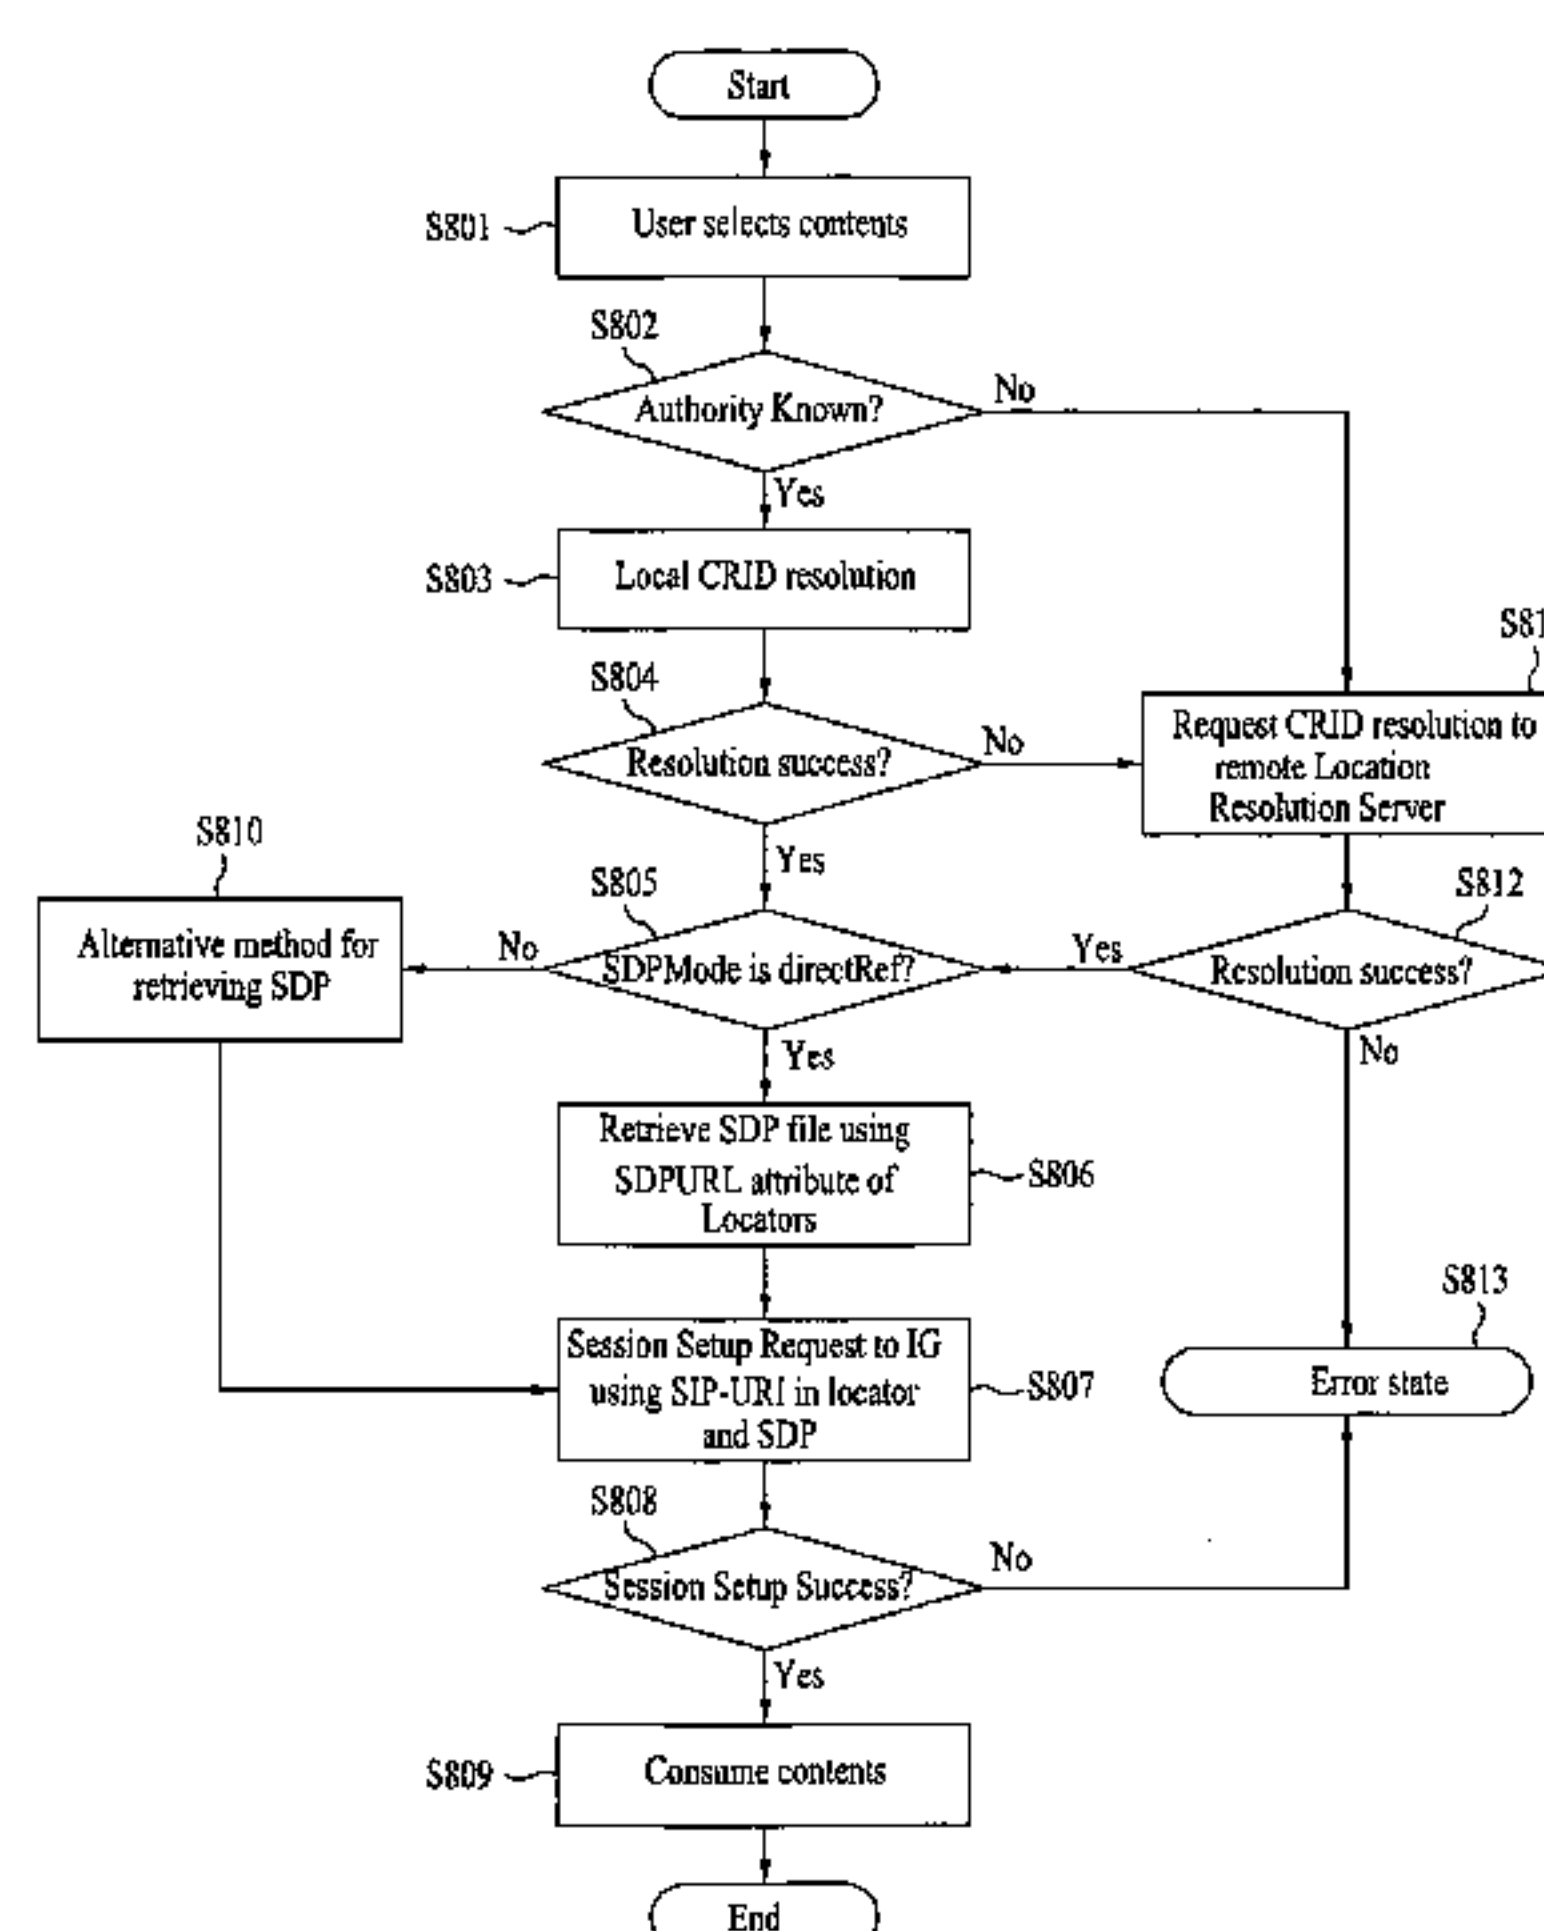 Start
S801
User selects contents
S802
Authority Known?
No
Yes
S803
Local CRID resolution
S804
Resolution success?
No
Yes
S81
Request CRID resolution to
remote Location
Resolution Server
S810
Alternative method for
retrieving SDP
S805
No
SDPMode is directRef?
Yes
Yes
S812
Resolution success?
No
Retrieve SDP file using
SDPURL attribute of
Locators
S806
Session Setup Request to IG
using SIP-URI in locator
and SDP
S807
S813
Error state
S808
Session Setup Success?
No
Yes
S809
Consume contents
End